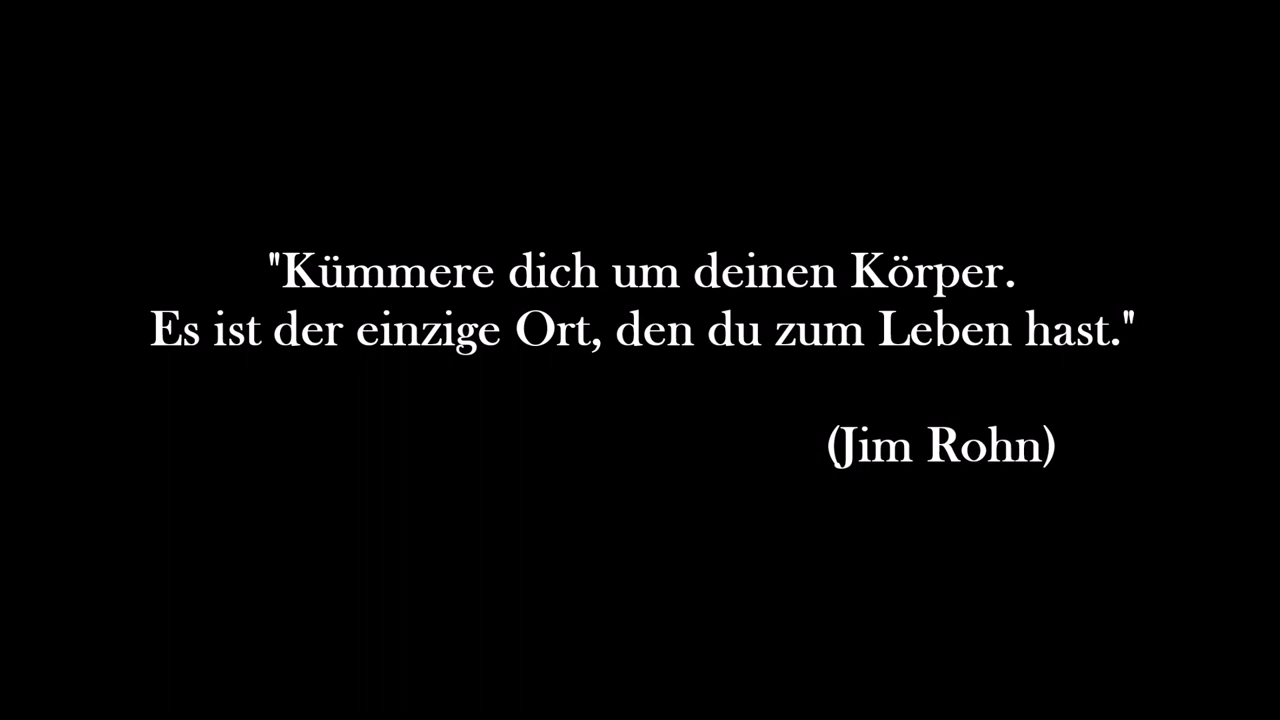 "Kümmere dich um deinen Körper.
Es ist der einzige Ort, den du zum Leben hast."
(Jim Rohn)